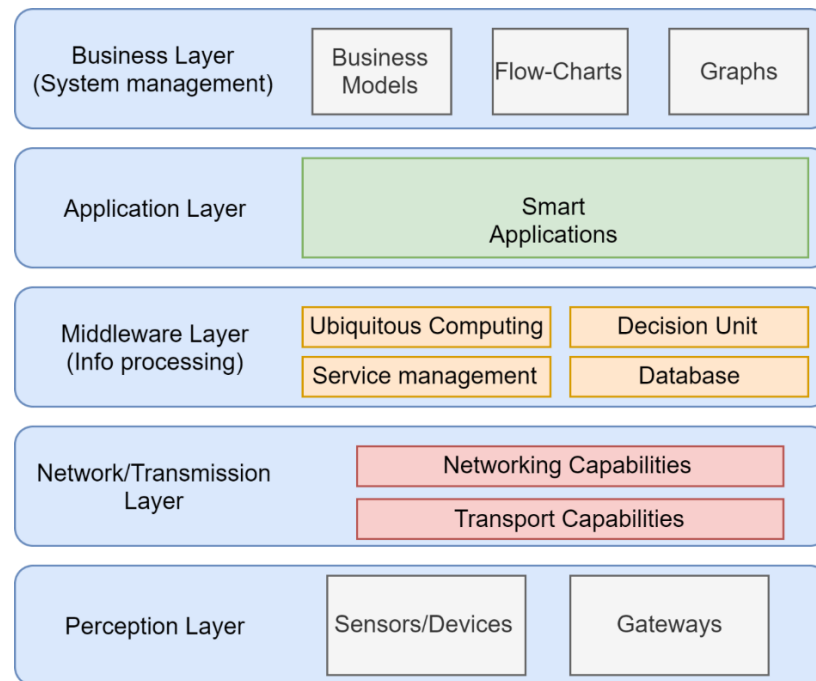 Business Layer
(System management)
Business
Models
Flow-Charts
Graphs
Application Layer
Smart
Applications
Middleware Layer
(Info processing)
Ubiquitous Computing
Decision Unit
Service management
Database
Network/Transmission
Layer
Networking Capabilities
Transport Capabilities
Perception Layer
Sensors/Devices
Gateways